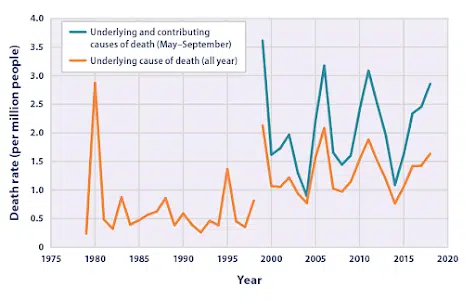 4.0
3.5
3.0
2.5
2.0
1.5
1.0
0.5
0
Death rate (per million people)
Underlying and contributing
causes of death (May–September)
Underlying cause of death (all year)
1975 1980 1985 1990 1995 2000 2005 2010 2015 2020
Year